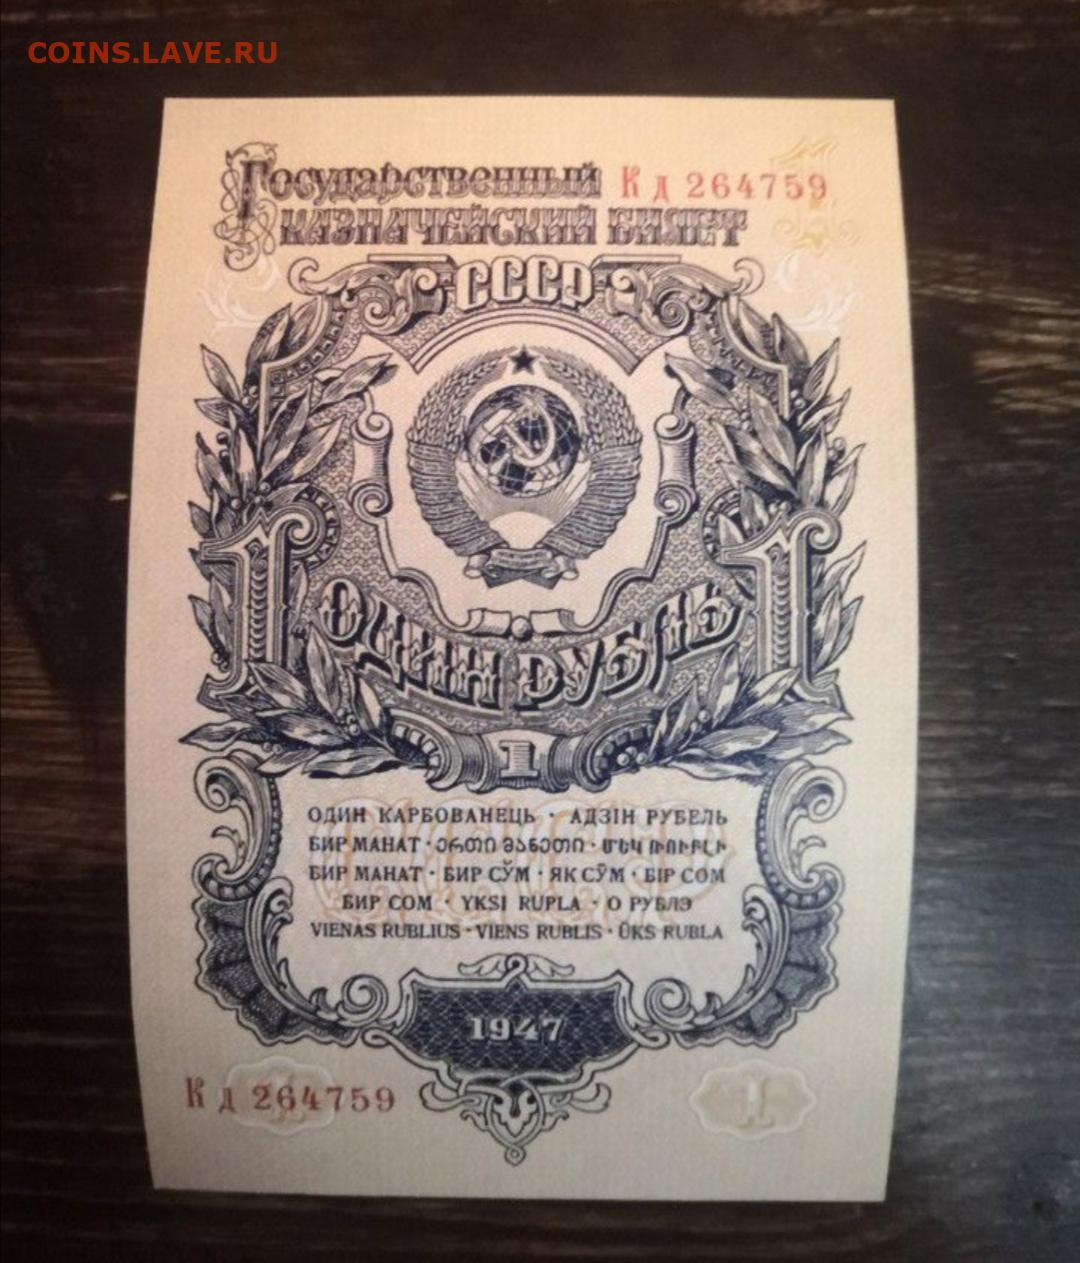 COINS.LAVE.RU
Государственный Кд 264759
казначейский билет
СССР
1 1
ОДИН РУБЛЬ
1
ОДИН КАРБОВАНЕЦЬ · АДЗІН РУБЕЛЬ
БИР МАНАТ · ᲔᲠᲗᲘ ᲛᲐᲜᲔᲗᲘ · ՄԵԿ ՌՈՒԲԼԻ
БИР МАНАТ · БИР СЎМ · ЯК СӮМ · БІР СОМ
БИР СОМ · YKSI RUPLA · О РУБЛЭ
VIENAS RUBLIUS · VIENS RUBLIS · ÜKS RUBLA
1947
Кд 264759
1